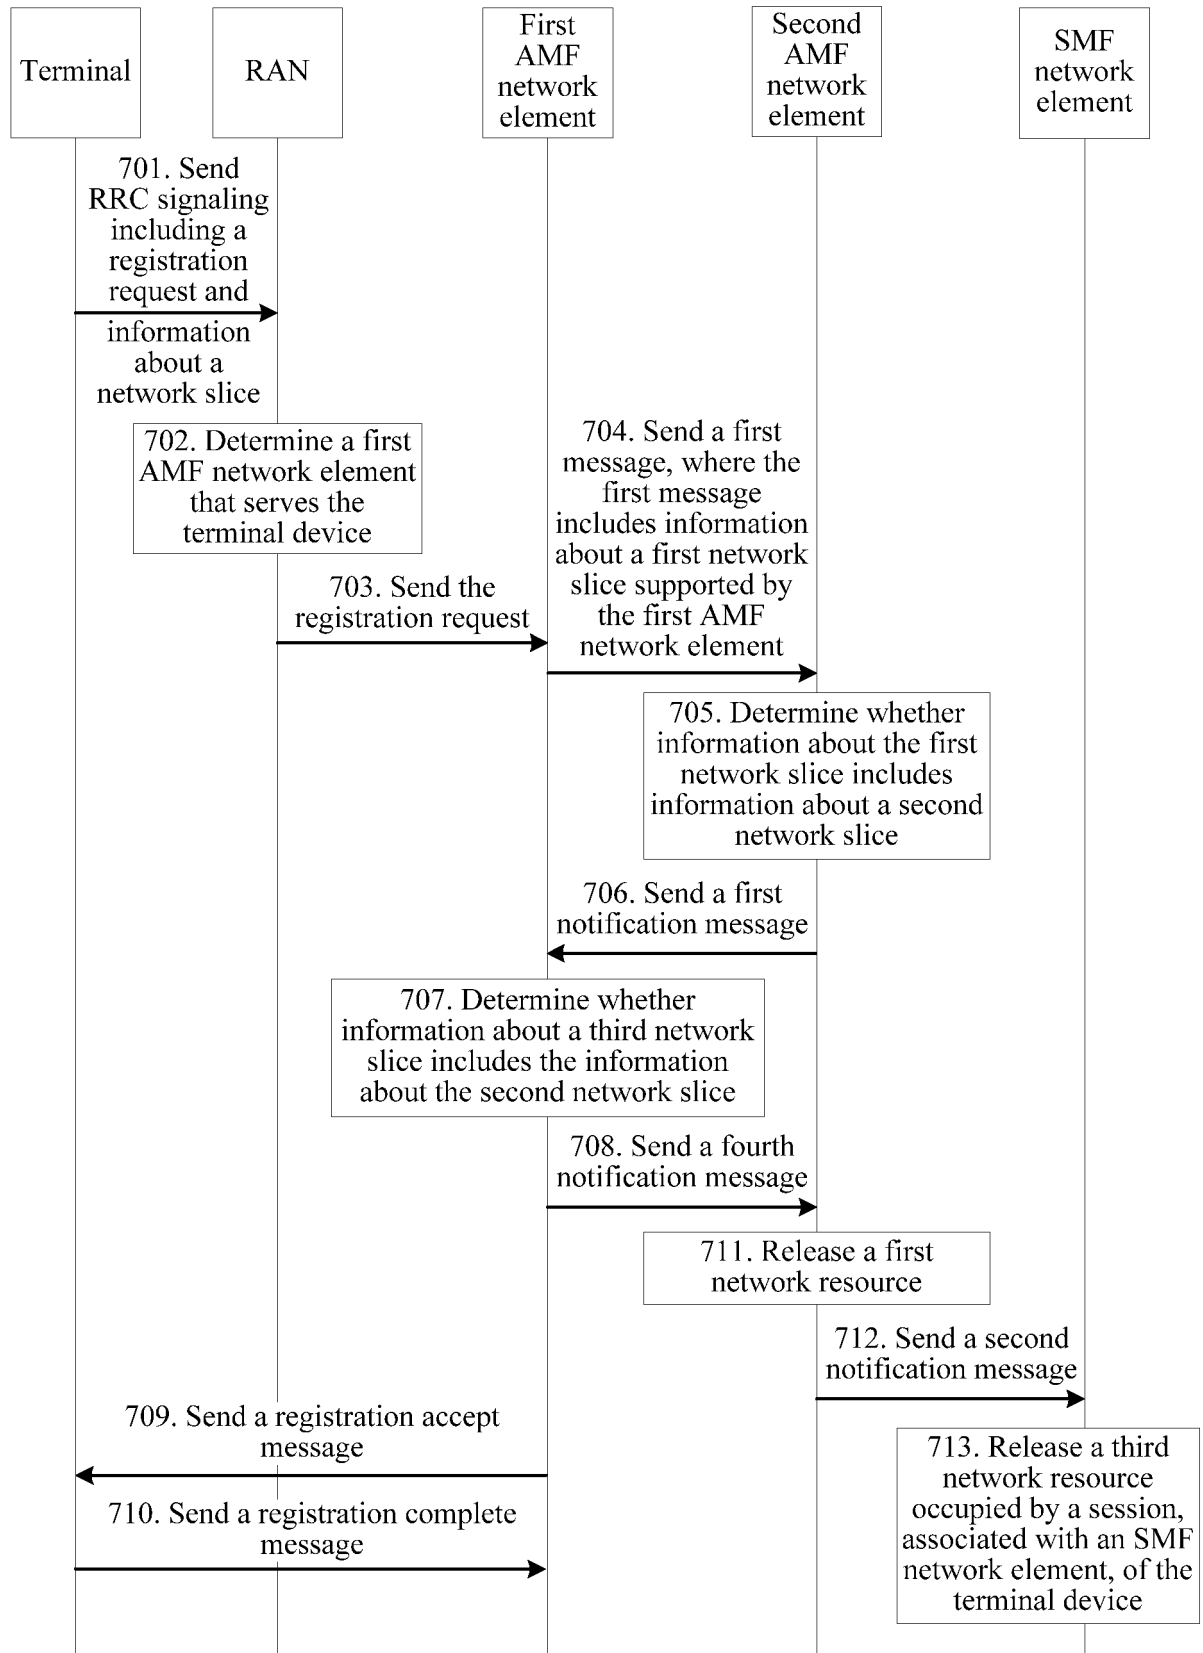 Terminal
RAN
First
AMF
network
element
Second
AMF
network
element
SMF
network
element
701. Send
RRC signaling
including a
registration
request and
information
about a
network slice
702. Determine a first
AMF network element
that serves the
terminal device
703. Send the
registration request
704. Send a first
message, where the
first message
includes information
about a first network
slice supported by
the first AMF
network element
705. Determine whether
information about the first
network slice includes
information about a second
network slice
706. Send a first
notification message
707. Determine whether
information about a third network
slice includes the information
about the second network slice
708. Send a fourth
notification message
711. Release a first
network resource
712. Send a second
notification message
709. Send a registration accept
message
710. Send a registration complete
message
713. Release a third
network resource
occupied by a session,
associated with an SMF
network element, of the
terminal device